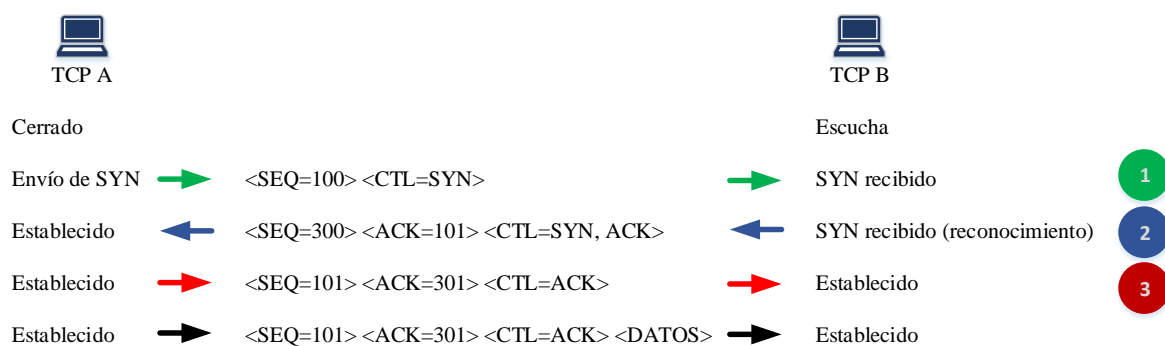 TCP A TCP B
Cerrado Escucha
Envío de SYN <SEQ=100> <CTL=SYN> SYN recibido 1
Establecido <SEQ=300> <ACK=101> <CTL=SYN, ACK> SYN recibido (reconocimiento) 2
Establecido <SEQ=101> <ACK=301> <CTL=ACK> Establecido 3
Establecido <SEQ=101> <ACK=301> <CTL=ACK> <DATOS> Establecido